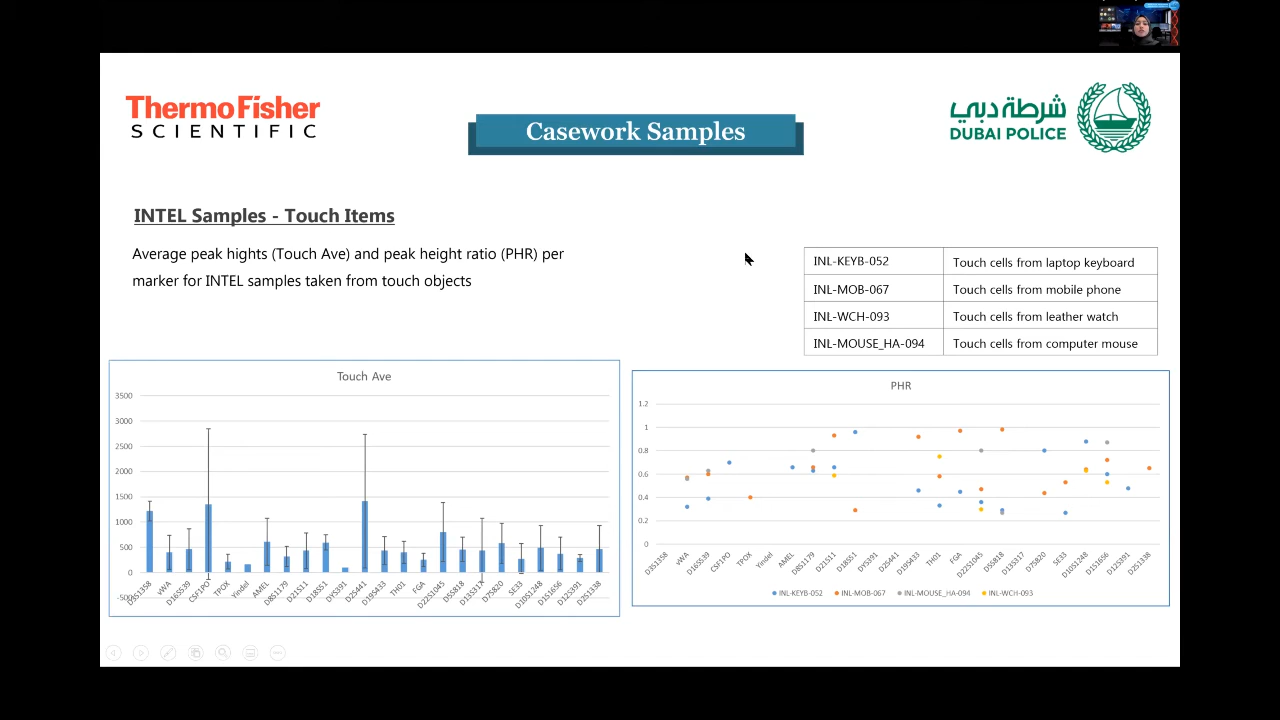 ThermoFisher
SCIENTIFIC
Casework Samples
شرطة دبي
DUBAI POLICE
INTEL Samples - Touch Items
Average peak hights (Touch Ave) and peak height ratio (PHR) per
marker for INTEL samples taken from touch objects
INL-KEYB-052 Touch cells from laptop keyboard
INL-MOB-067 Touch cells from mobile phone
INL-WCH-093 Touch cells from leather watch
INL-MOUSE_HA-094 Touch cells from computer mouse
Touch Ave
3500
3000
2500
2000
1500
1000
500
0
-500
D3S1358 vWA D16S539 CSF1PO TPOX Yindel AMEL D8S1179 D21S11 D18S51 DYS391 D2S441 D19S433 TH01 FGA D22S1045 D5S818 D13S317 D7S820 SE33 D10S1248 D1S1656 D12S391 D2S1338
PHR
1.2
1
0.8
0.6
0.4
0.2
0
D3S1358 vWA D16S539 CSF1PO TPOX Yindel AMEL D8S1179 D21S11 D18S51 DYS391 D2S441 D19S433 TH01 FGA D22S1045 D5S818 D13S317 D7S820 SE33 D10S1248 D1S1656 D12S391 D2S1338
INL-KEYB-052 INL-MOB-067 INL-MOUSE_HA-094 INL-WCH-093